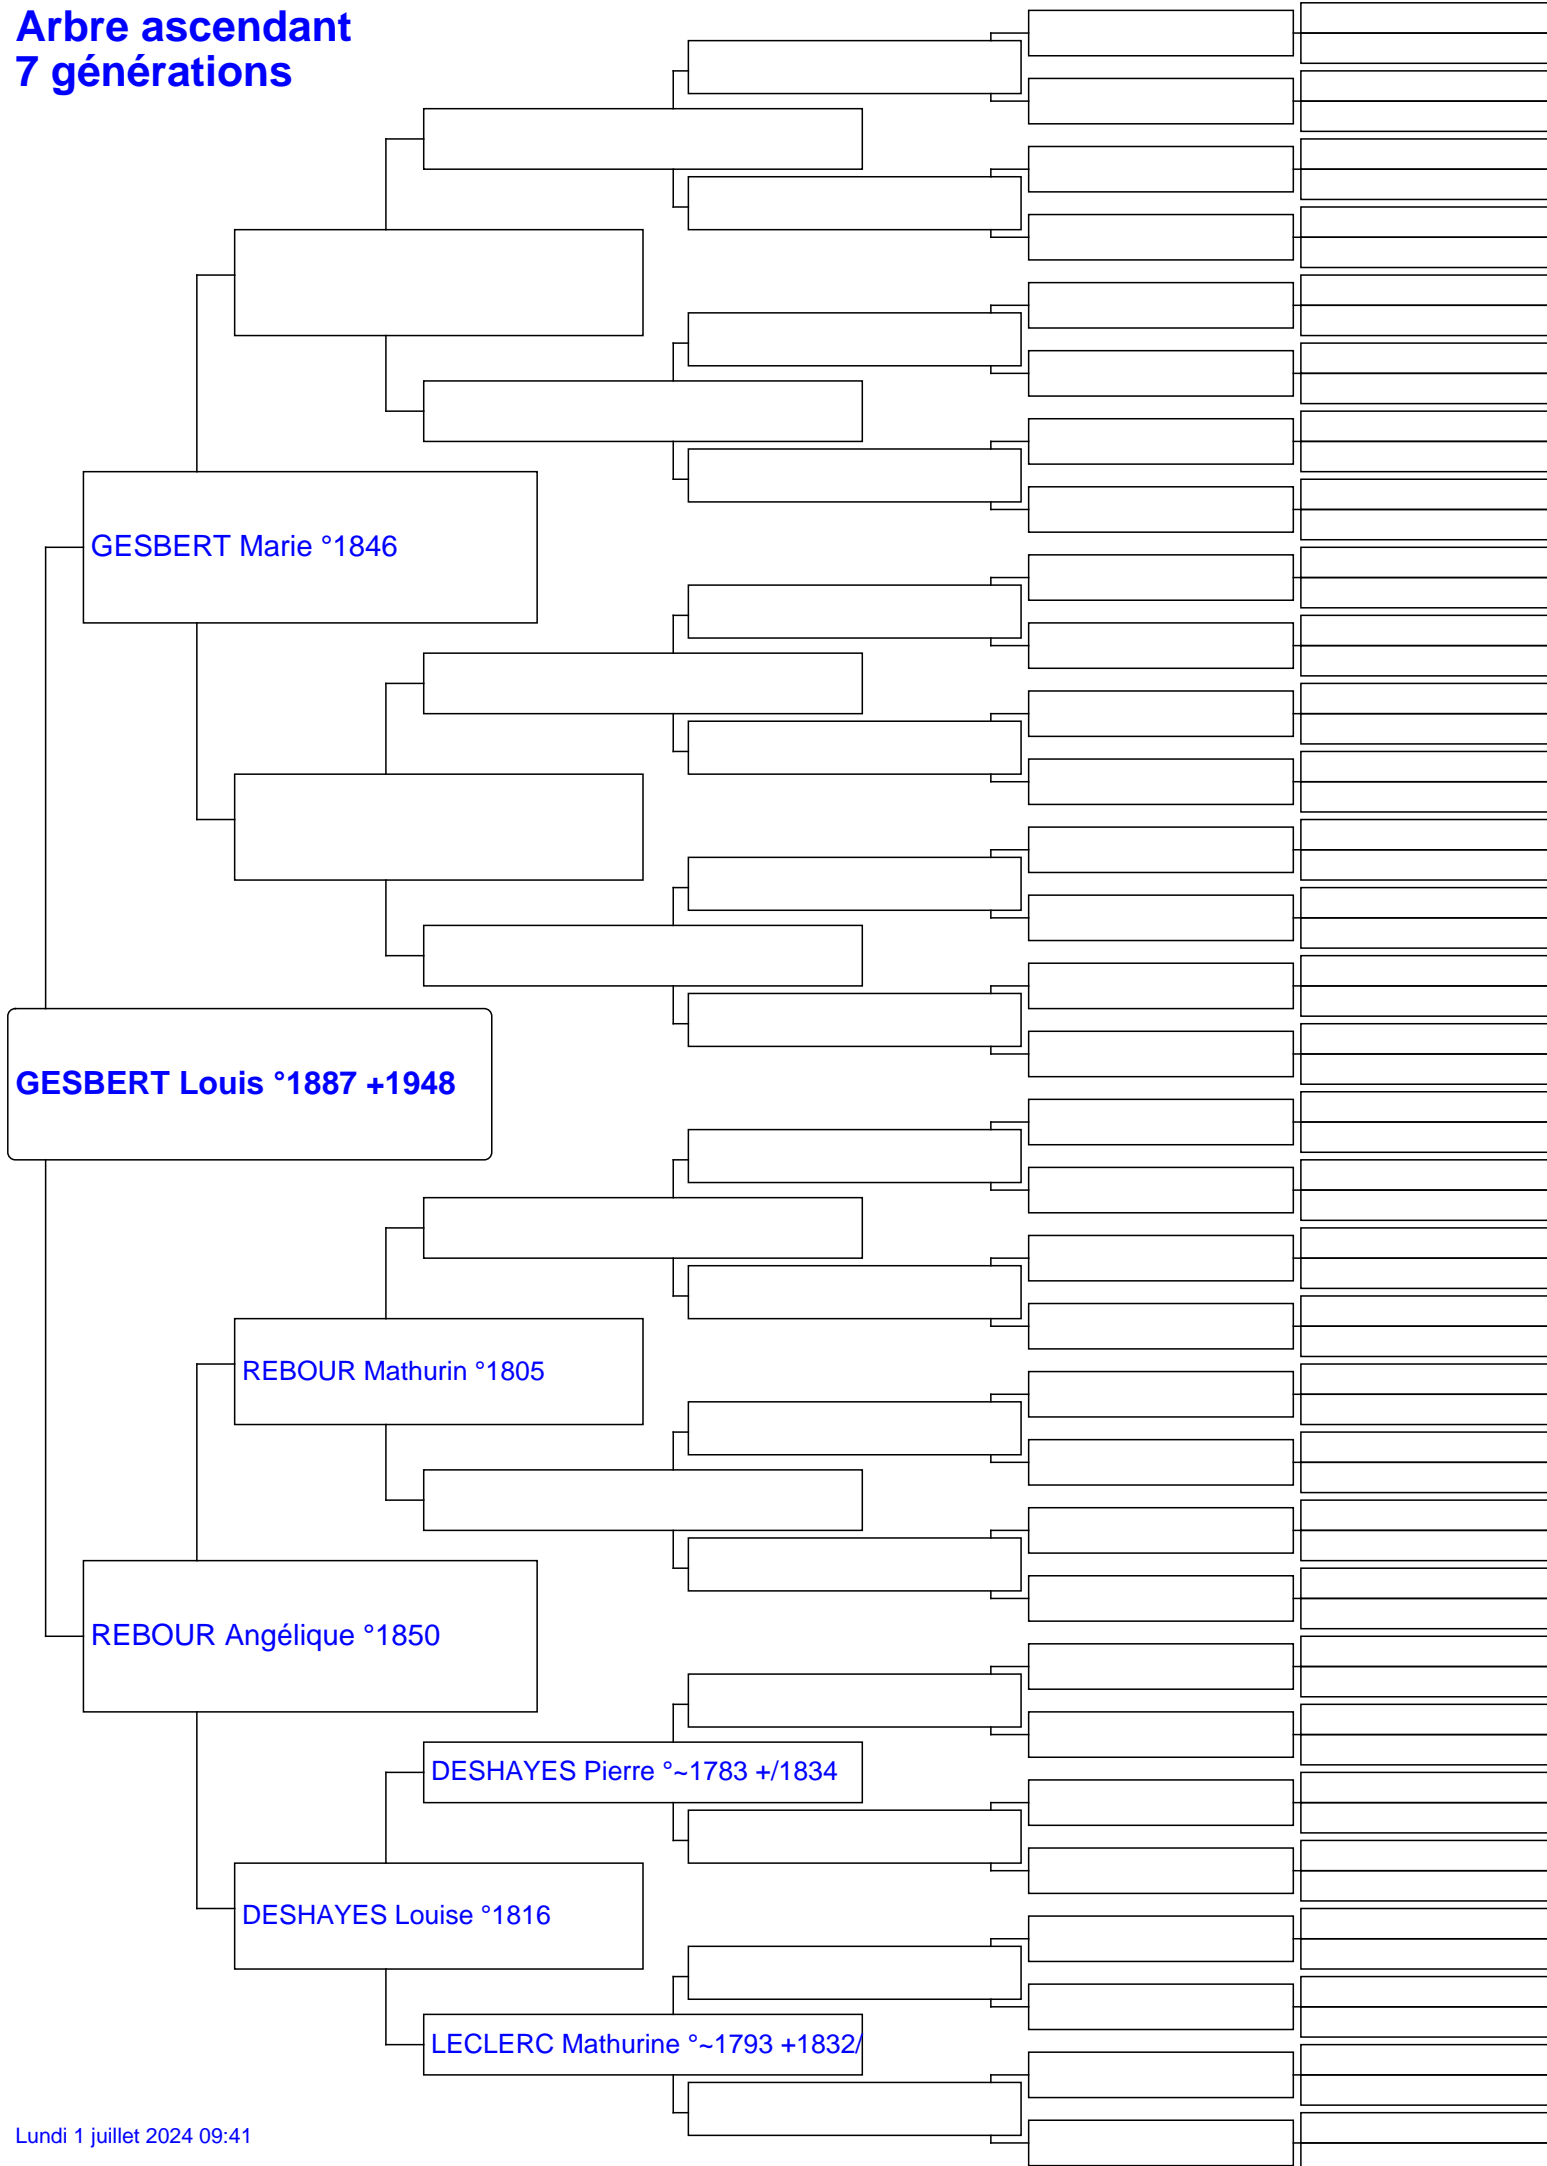 Arbre ascendant
7 générations
GESBERT Marie °1846
GESBERT Louis °1887 +1948
REBOUR Mathurin °1805
REBOUR Angélique °1850
DESHAYES Pierre °~1783 +/1834
DESHAYES Louise °1816
LECLERC Mathurine °~1793 +1832/
Lundi 1 juillet 2024 09:41